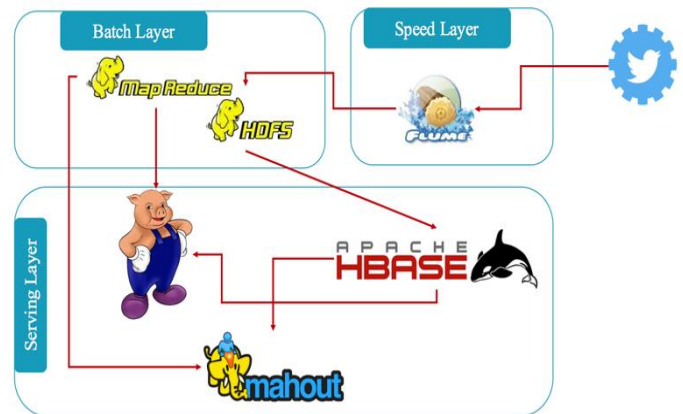 Batch Layer
Speed Layer
Map Reduce
HDFS
FLUME
Serving Layer
APACHE
HBASE
mahout